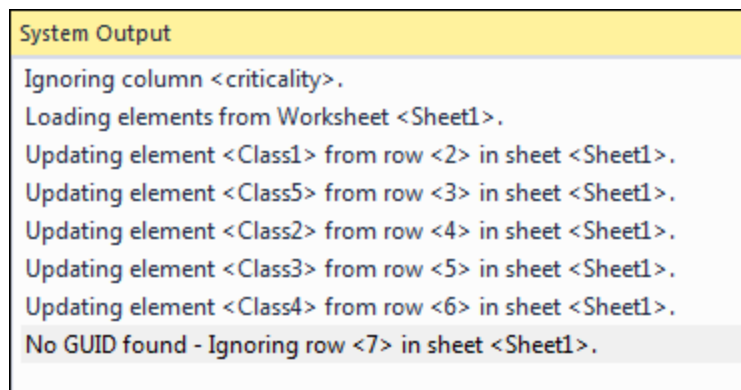 System Output
Ignoring column <criticality>.
Loading elements from Worksheet <Sheet1>.
Updating element <Class1> from row <2> in sheet <Sheet1>.
Updating element <Class5> from row <3> in sheet <Sheet1>.
Updating element <Class2> from row <4> in sheet <Sheet1>.
Updating element <Class3> from row <5> in sheet <Sheet1>.
Updating element <Class4> from row <6> in sheet <Sheet1>.
No GUID found - Ignoring row <7> in sheet <Sheet1>.